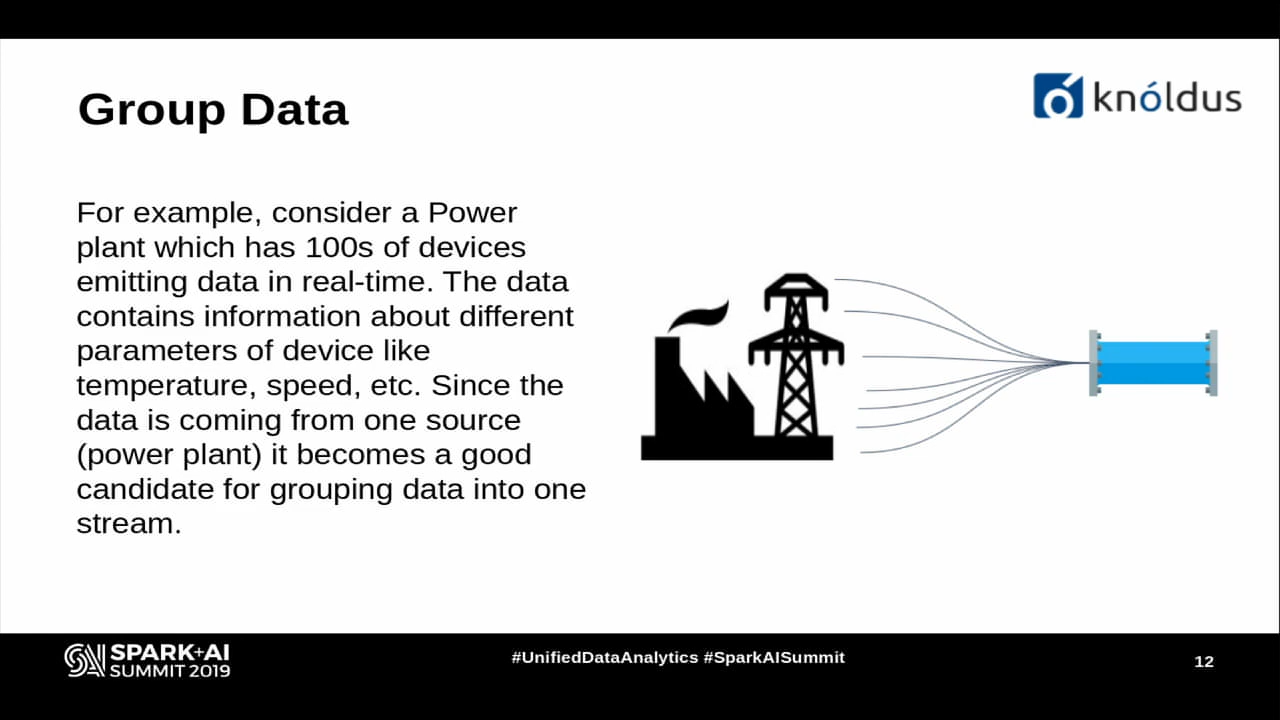 Group Data
knóldus
For example, consider a Power
plant which has 100s of devices
emitting data in real-time. The data
contains information about different
parameters of device like
temperature, speed, etc. Since the
data is coming from one source
(power plant) it becomes a good
candidate for grouping data into one
stream.
SPARK+AI
SUMMIT 2019
#UnifiedDataAnalytics #SparkAISummit
12